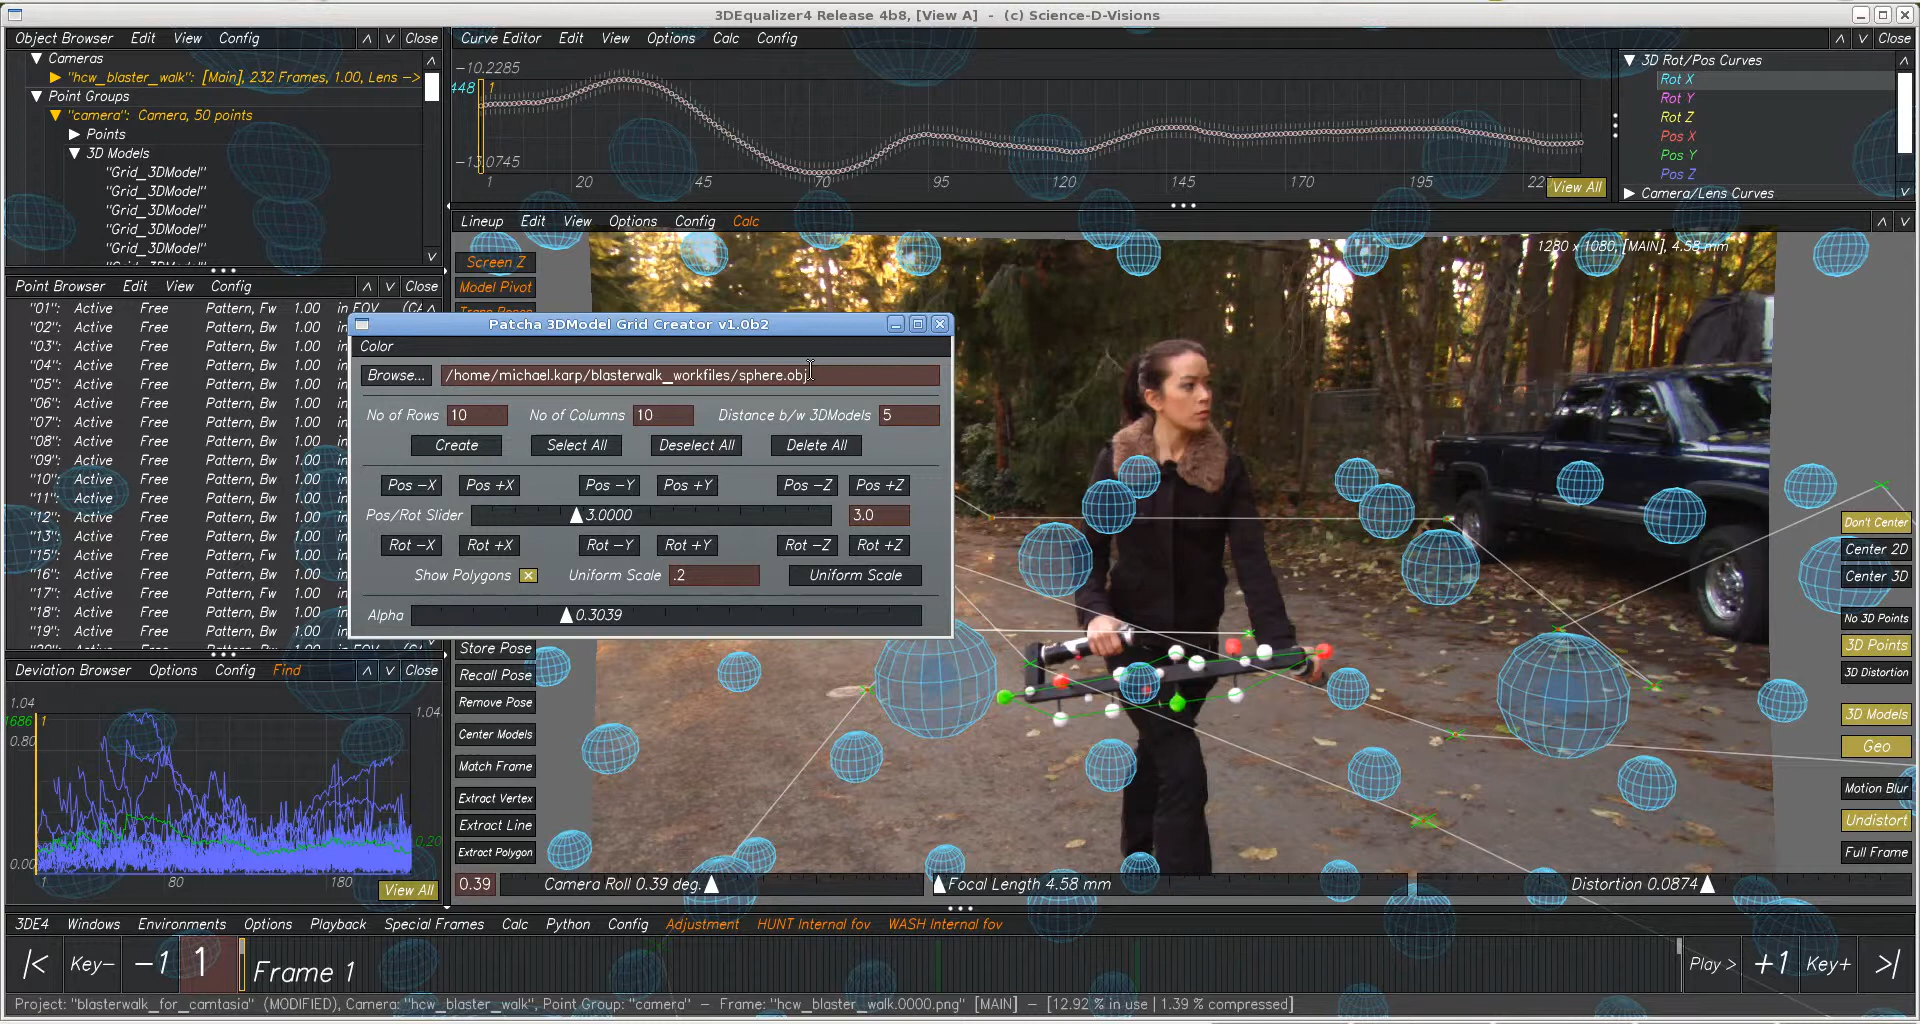 3DEqualizer4 Release 4b8, [View A]  -  (c) Science-D-Visions
Object Browser Edit View Config Close
Cameras
"hcw_blaster_walk": [Main], 232 Frames, 1.00, Lens ->
Point Groups
"camera": Camera, 50 points
Points
3D Models
"Grid_3DModel"
"Grid_3DModel"
"Grid_3DModel"
"Grid_3DModel"
"Grid_3DModel"
Curve Editor Edit View Options Calc Config Close
-10.2285
448 1
-13.0745
1 20 45 70 95 120 145 170 195 22
View All
3D Rot/Pos Curves
Rot X
Rot Y
Rot Z
Pos X
Pos Y
Pos Z
Camera/Lens Curves
Point Browser Edit View Config Close
"01": Active Free Pattern, Fw 1.00 in FOV
"02": Active Free Pattern, Bw 1.00
"03": Active Free Pattern, Bw 1.00
"04": Active Free Pattern, Bw 1.00
"05": Active Free Pattern, Bw 1.00
"06": Active Free Pattern, Bw 1.00
"07": Active Free Pattern, Bw 1.00
"08": Active Free Pattern, Bw 1.00
"09": Active Free Pattern, Bw 1.00
"10": Active Free Pattern, Bw 1.00
"11": Active Free Pattern, Bw 1.00
"12": Active Free Pattern, Bw 1.00
"13": Active Free Pattern, Bw 1.00
"15": Active Free Pattern, Fw 1.00
"16": Active Free Pattern, Bw 1.00
"17": Active Free Pattern, Bw 1.00
"18": Active Free Pattern, Bw 1.00
"19": Active Free Pattern, Bw 1.00
Lineup Edit View Options Config Calc
1280 x 1080, [MAIN], 4.58 mm
Screen Z
Model Pivot
Patcha 3DModel Grid Creator v1.0b2
Color
Browse... /home/michael.karp/blasterwalk_workfiles/sphere.obj
No of Rows 10 No of Columns 10 Distance b/w 3DModels 5
Create Select All Deselect All Delete All
Pos -X Pos +X Pos -Y Pos +Y Pos -Z Pos +Z
Pos/Rot Slider 3.0000 3.0
Rot -X Rot +X Rot -Y Rot +Y Rot -Z Rot +Z
Show Polygons Uniform Scale .2 Uniform Scale
Alpha 0.3039
Store Pose
Recall Pose
Remove Pose
Center Models
Match Frame
Extract Vertex
Extract Line
Extract Polygon
Don't Center
Center 2D
Center 3D
No 3D Points
3D Points
3D Distortion
3D Models
Geo
Motion Blur
Undistort
Full Frame
0.39 Camera Roll 0.39 deg. Focal Length 4.58 mm Distortion 0.0874
Deviation Browser Options Config Find Close
1.04 1.04
1686 1
0.80
0.20
0.00
1 80 180
View All
3DE4 Windows Environments Options Playback Special Frames Calc Python Config Adjustment HUNT Internal fov WASH Internal fov
|< Key- -1 1 Frame 1 Play > +1 Key+ >|
Project: "blasterwalk_for_camtasia" (MODIFIED), Camera: "hcw_blaster_walk", Point Group: "camera" - Frame: "hcw_blaster_walk.0000.png" [MAIN] - [12.92 % in use | 1.39 % compressed]